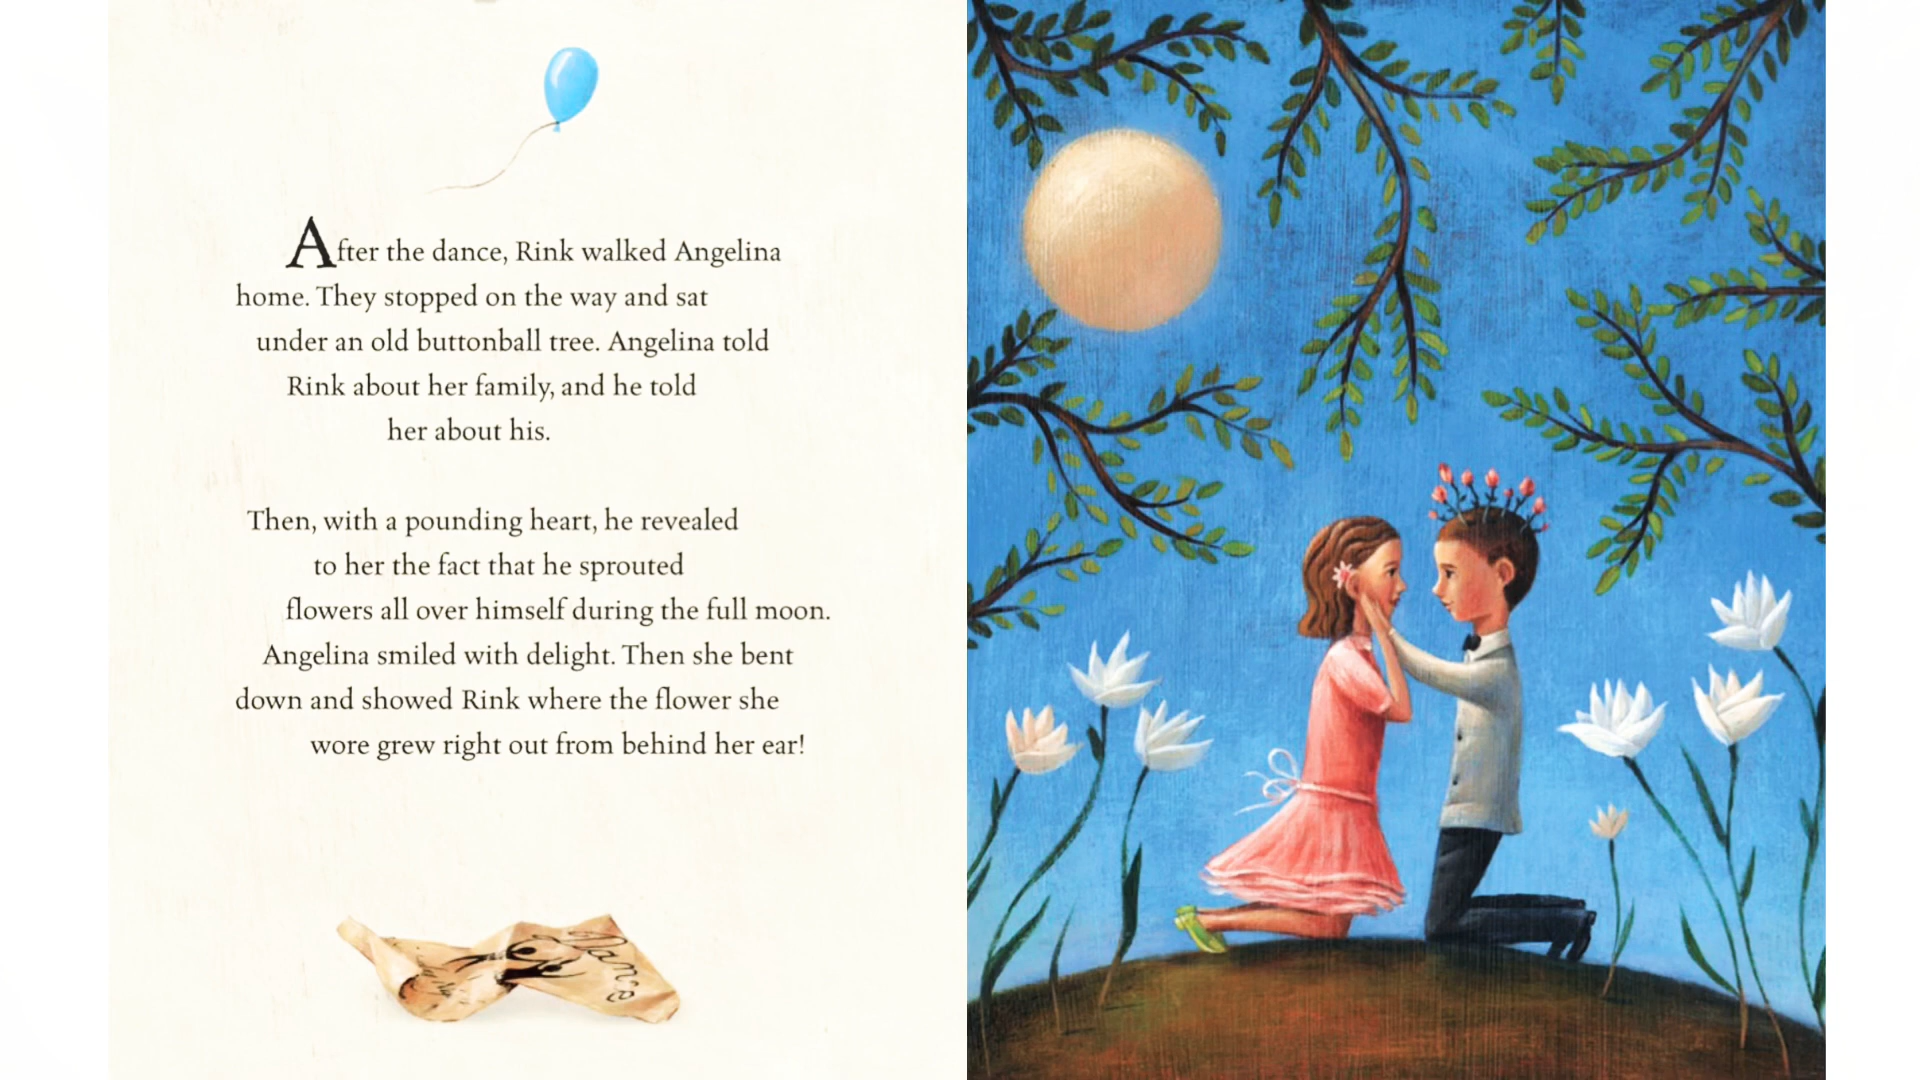 After the dance, Rink walked Angelina
home. They stopped on the way and sat
under an old buttonball tree. Angelina told
Rink about her family, and he told
her about his.
Then, with a pounding heart, he revealed
to her the fact that he sprouted
flowers all over himself during the full moon.
Angelina smiled with delight. Then she bent
down and showed Rink where the flower she
wore grew right out from behind her ear!
Dance